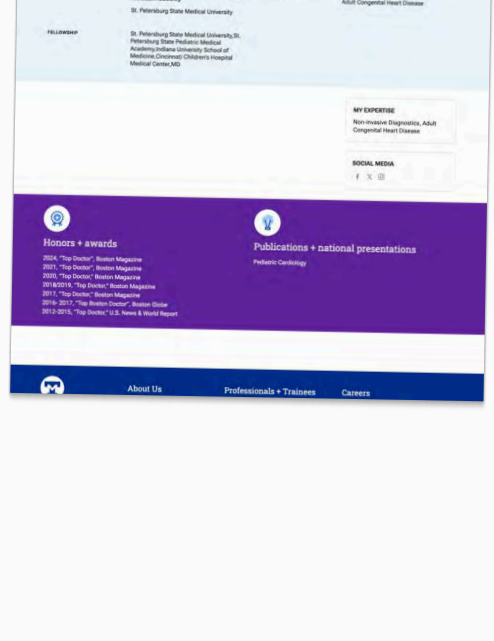 Adult Congenital Heart Disease
St. Petersburg State Medical University
FELLOWSHIP
St. Petersburg State Medical University,St.
Petersburg State Pediatric Medical
Academy,Indiana University School of
Medicine,Cincinnati Children's Hospital
Medical Center,MD
MY EXPERTISE
Non-invasive Diagnostics, Adult
Congenital Heart Disease
SOCIAL MEDIA
Honors + awards
2024, "Top Doctor", Boston Magazine
2021, "Top Doctor", Boston Magazine
2020, "Top Doctor," Boston Magazine
2018/2019, "Top Doctor," Boston Magazine
2017, "Top Doctor," Boston Magazine
2016- 2017, "Top Boston Doctor", Boston Globe
2012-2015, "Top Doctor," U.S. News & World Report
Publications + national presentations
Pediatric Cardiology
About Us
Professionals + Trainees
Careers